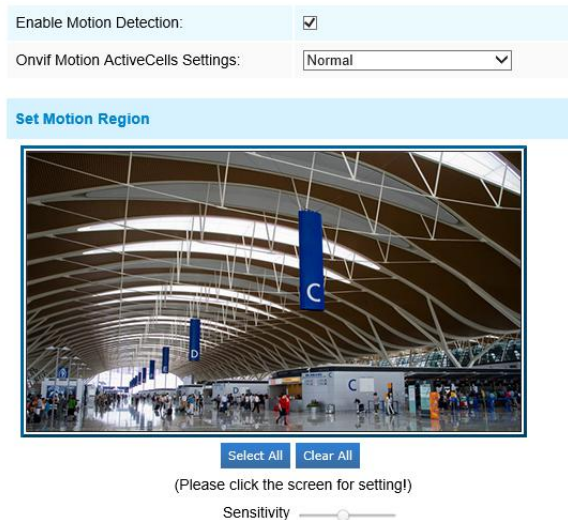 Enable Motion Detection:
Onvif Motion ActiveCells Settings: Normal
Set Motion Region
C
D
D
C
Select All Clear All
(Please click the screen for setting!)
Sensitivity